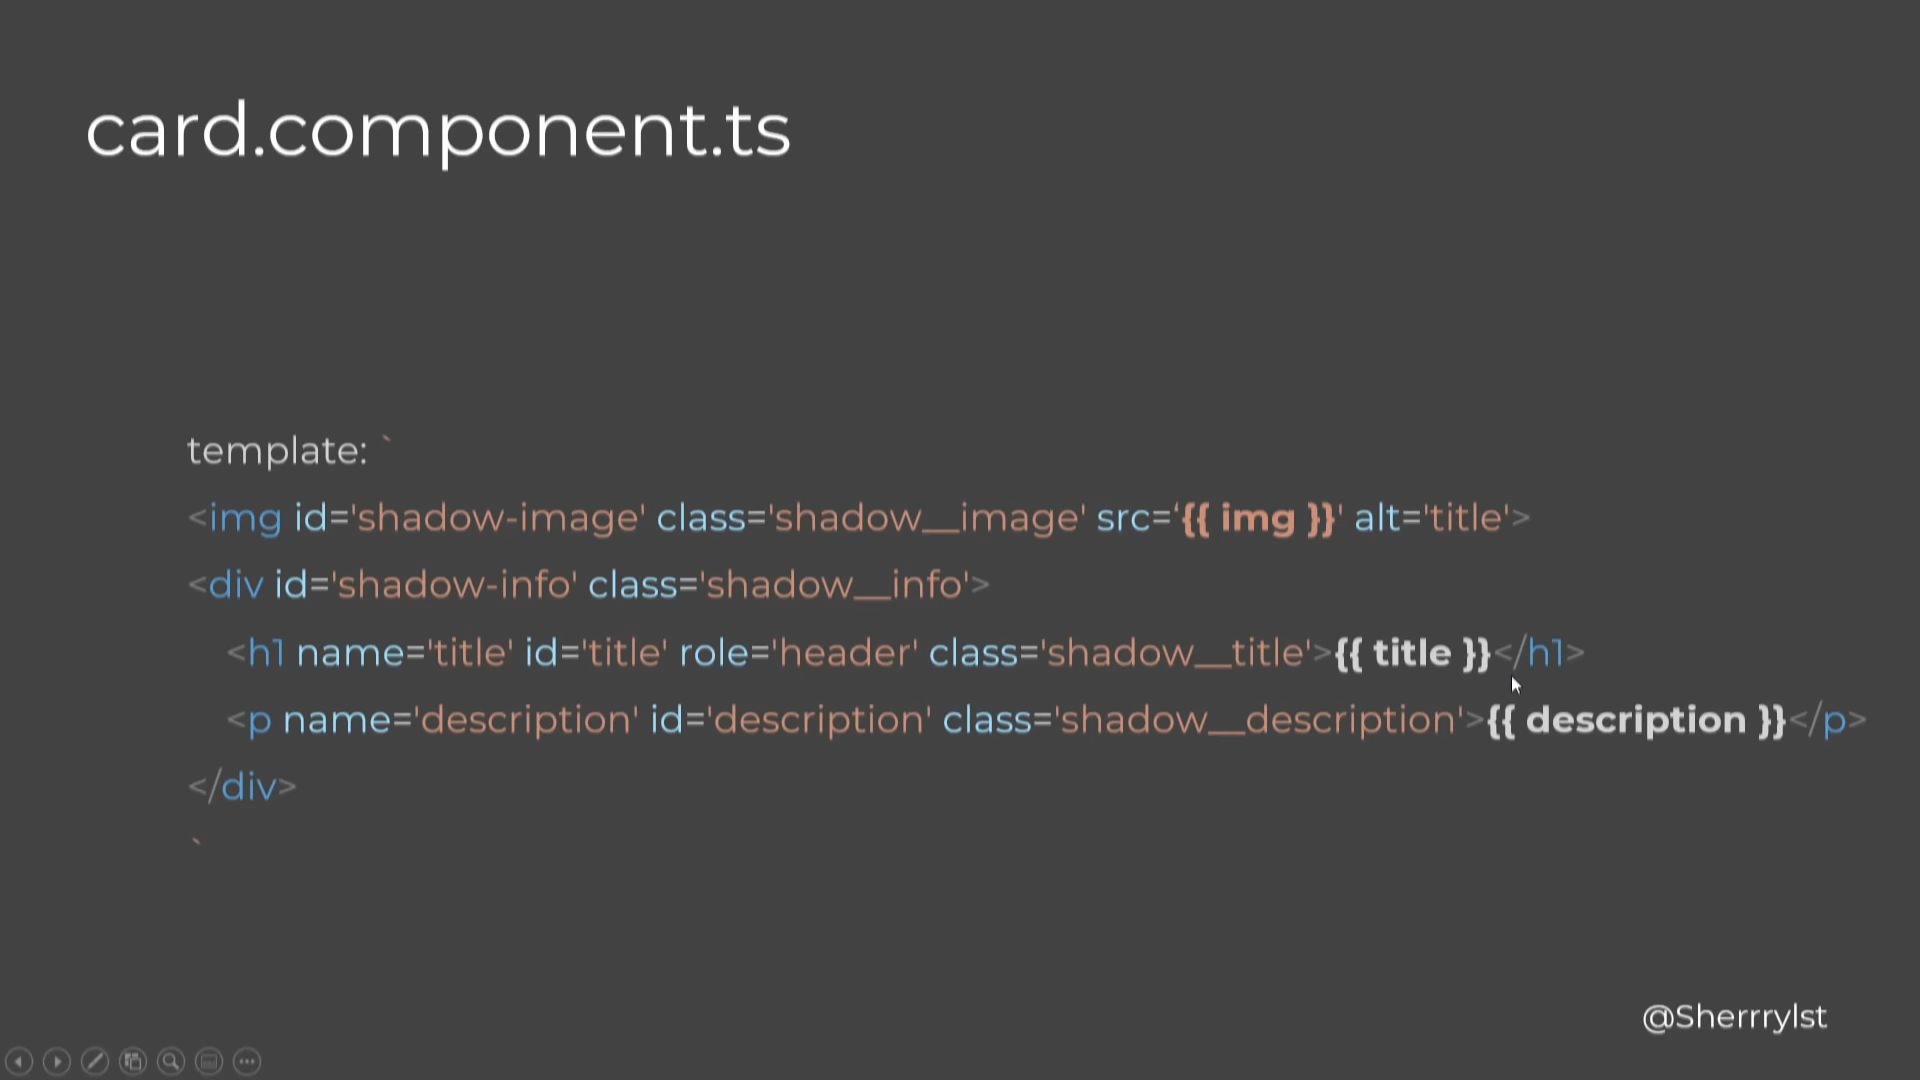 card.component.ts
template: `
<img id='shadow-image' class='shadow__image' src=‘{{ img }}' alt='title'>
<div id='shadow-info' class='shadow__info'>
<h1 name='title' id='title' role='header' class='shadow__title'>{{ title }}</h1>
<p name='description' id='description' class='shadow__description'>{{ description }}</p>
</div>
`
@Sherrrylst